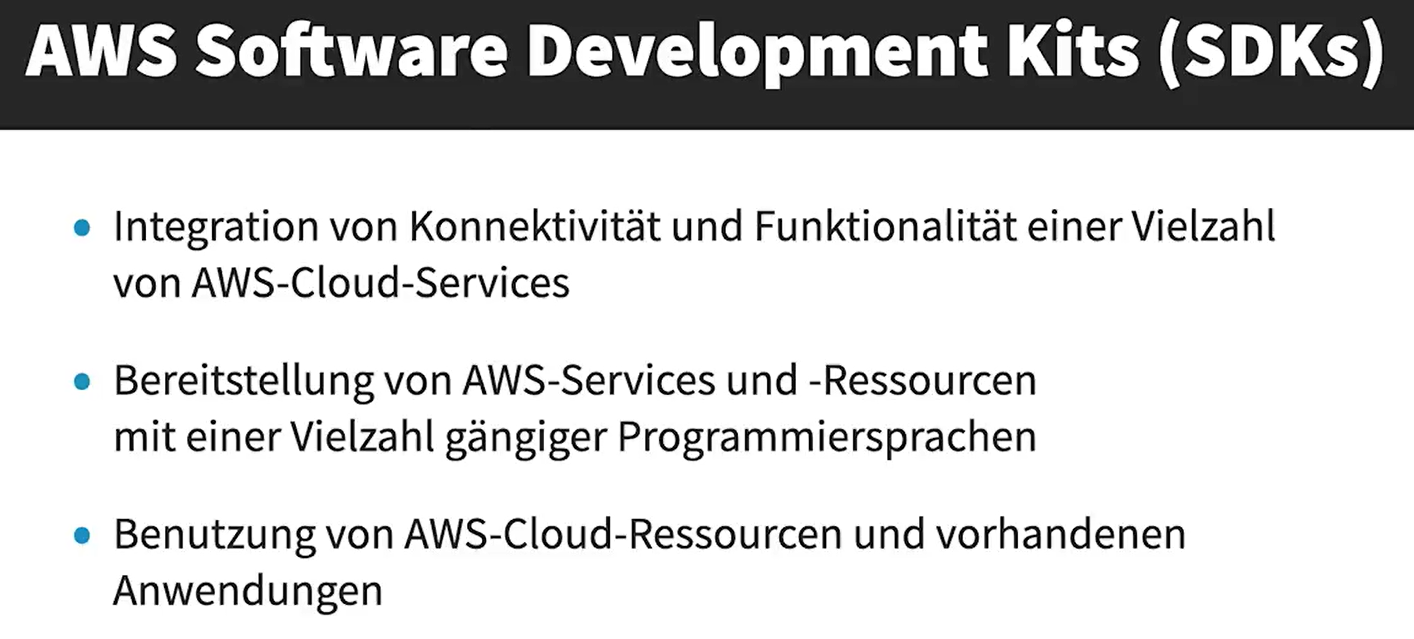 AWS Software Development Kits (SDKs)
• Integration von Konnektivität und Funktionalität einer Vielzahl
von AWS-Cloud-Services
• Bereitstellung von AWS-Services und -Ressourcen
mit einer Vielzahl gängiger Programmiersprachen
• Benutzung von AWS-Cloud-Ressourcen und vorhandenen
Anwendungen